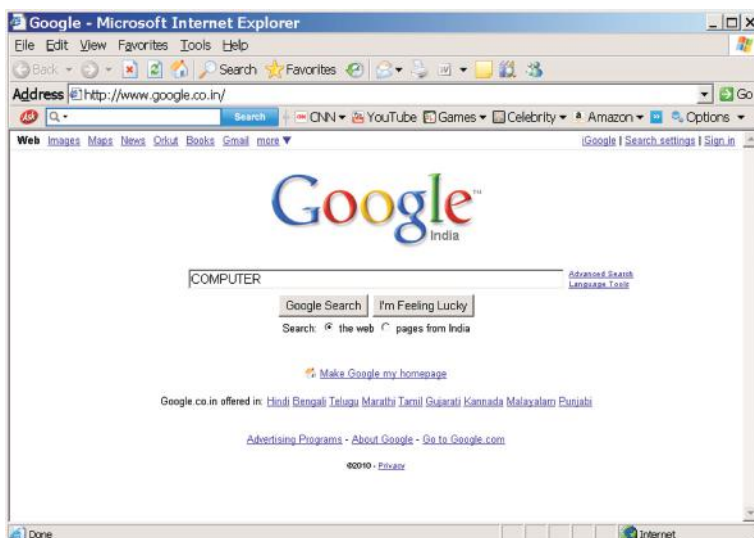 Google - Microsoft Internet Explorer
File Edit View Favorites Tools Help
Back Search Favorites
Address http://www.google.co.in/ Go
Ask Search CNN YouTube Games Celebrity Amazon Options
Web Images Maps News Orkut Books Gmail more ▼ iGoogle | Search settings | Sign in
Google™
India
COMPUTER
Advanced Search
Language Tools
Google Search I'm Feeling Lucky
Search: the web pages from India
Make Google my homepage
Google.co.in offered in: Hindi Bengali Telugu Marathi Tamil Gujarati Kannada Malayalam Punjabi
Advertising Programs - About Google - Go to Google.com
©2010 - Privacy
Done Internet